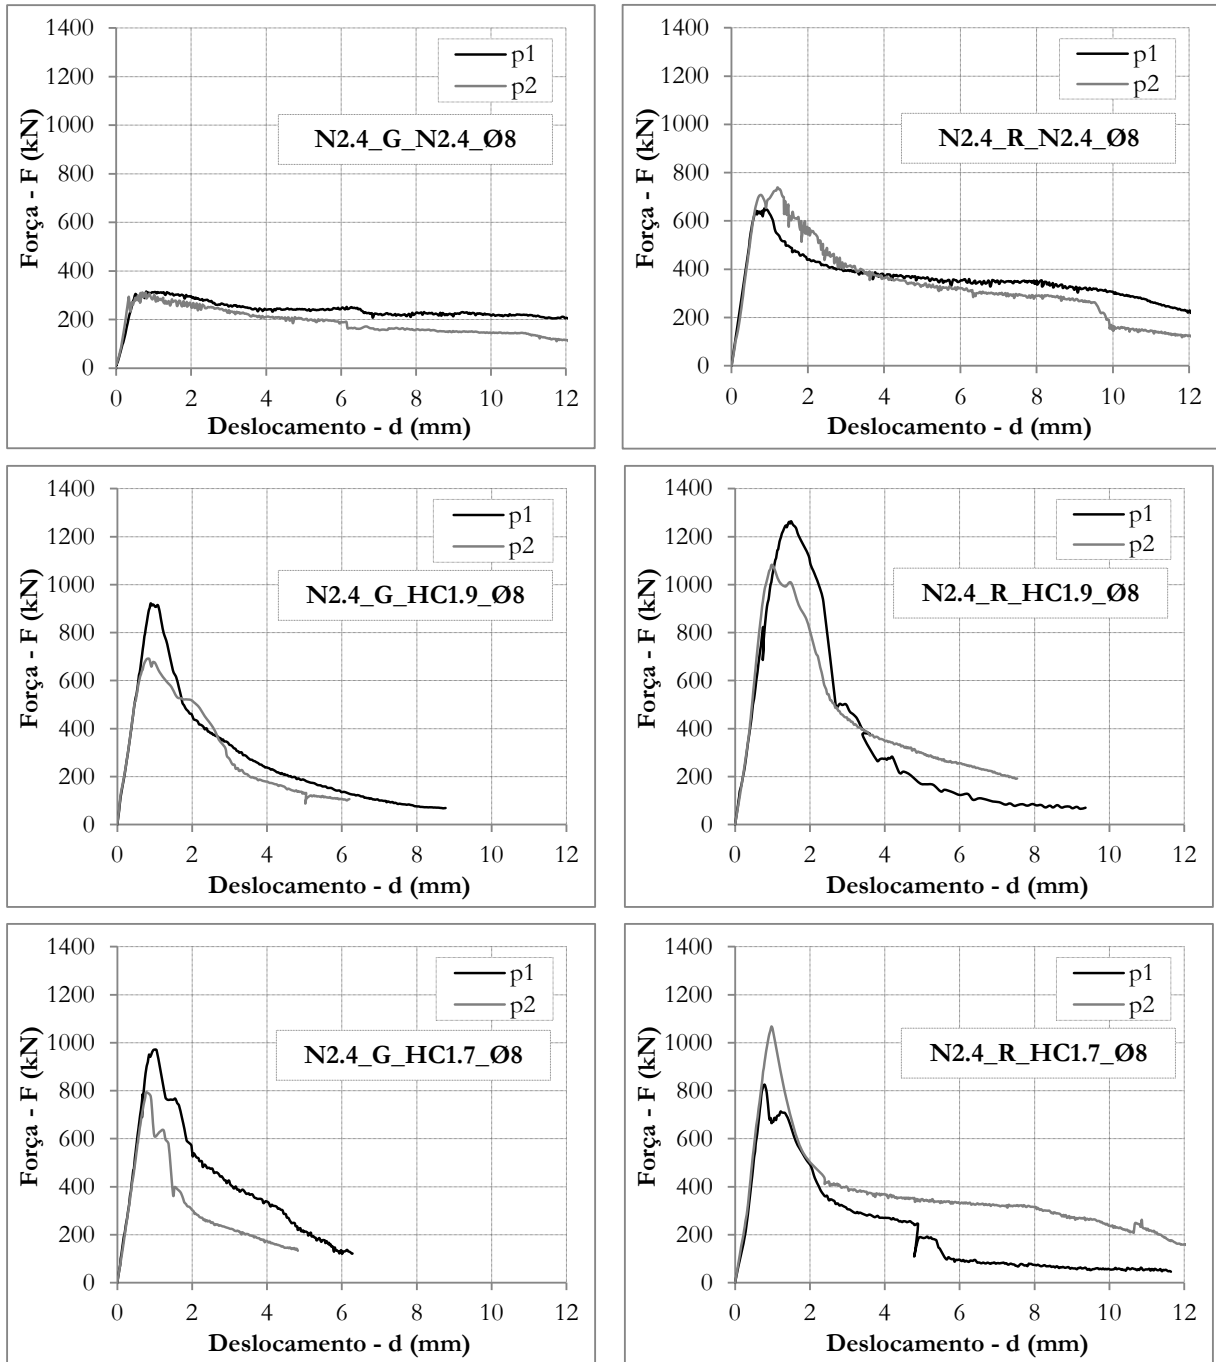 1400
1200
1000
800
600
400
200
0
Força - F (kN)
p1
p2
N2.4_G_N2.4_Ø8
0 2 4 6 8 10 12
Deslocamento - d (mm)
1400
1200
1000
800
600
400
200
0
Força - F (kN)
p1
p2
N2.4_R_N2.4_Ø8
0 2 4 6 8 10 12
Deslocamento - d (mm)
1400
1200
1000
800
600
400
200
0
Força - F (kN)
p1
p2
N2.4_G_HC1.9_Ø8
0 2 4 6 8 10 12
Deslocamento - d (mm)
1400
1200
1000
800
600
400
200
0
Força - F (kN)
p1
p2
N2.4_R_HC1.9_Ø8
0 2 4 6 8 10 12
Deslocamento - d (mm)
1400
1200
1000
800
600
400
200
0
Força - F (kN)
p1
p2
N2.4_G_HC1.7_Ø8
0 2 4 6 8 10 12
Deslocamento - d (mm)
1400
1200
1000
800
600
400
200
0
Força - F (kN)
p1
p2
N2.4_R_HC1.7_Ø8
0 2 4 6 8 10 12
Deslocamento - d (mm)